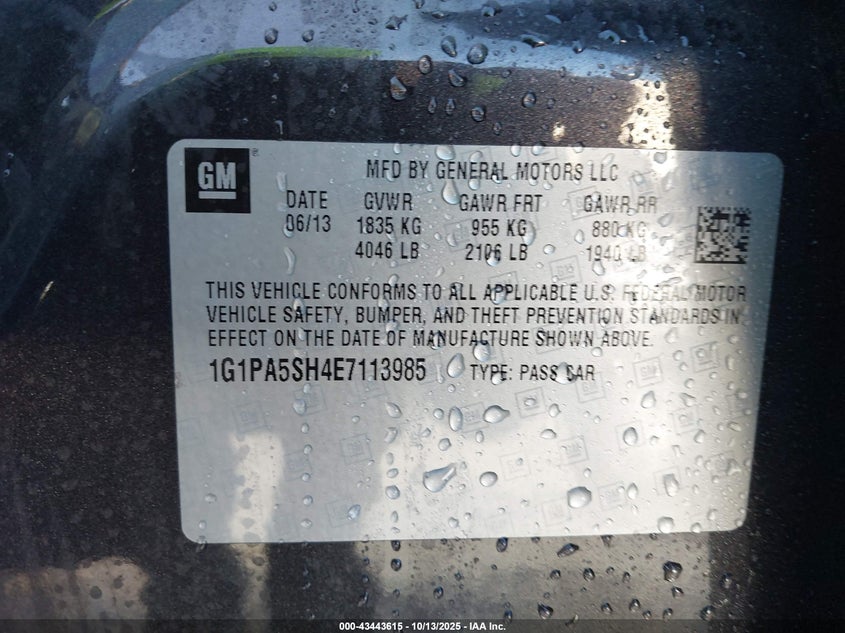 GM
MFD BY GENERAL MOTORS LLC
DATE GVWR GAWR FRT GAWR RR
06/13 1835 KG 955 KG 880 KG
4046 LB 2106 LB 1940 LB
THIS VEHICLE CONFORMS TO ALL APPLICABLE U.S. FEDERAL MOTOR
VEHICLE SAFETY, BUMPER, AND THEFT PREVENTION STANDARDS IN
EFFECT ON THE DATE OF MANUFACTURE SHOWN ABOVE.
1G1PA5SH4E7113985 TYPE: PASS CAR
000-43443615 - 10/13/2025 - IAA Inc.